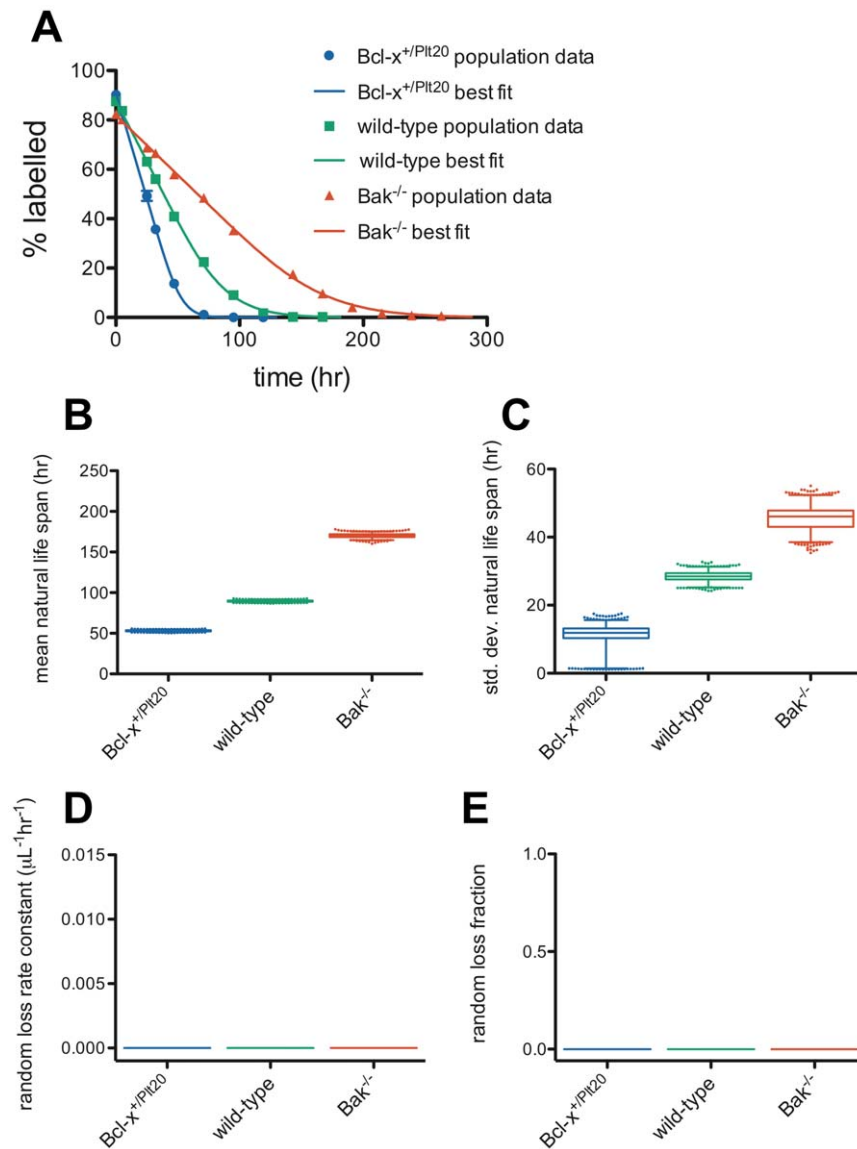 A
Bcl-x+/Plt20 population data
Bcl-x+/Plt20 best fit
wild-type population data
wild-type best fit
Bak-/- population data
Bak-/- best fit
100
80
60
40
20
0
% labelled
0 100 200 300
time (hr)
B
250
200
150
100
50
0
mean natural life span (hr)
Bcl-x+/Plt20
wild-type
Bak-/-
C
60
40
20
0
std. dev. natural life span (hr)
Bcl-x+/Plt20
wild-type
Bak-/-
D
0.015
0.010
0.005
0.000
random loss rate constant (μL-1hr-1)
Bcl-x+/Plt20
wild-type
Bak-/-
E
1.0
0.5
0.0
random loss fraction
Bcl-x+/Plt20
wild-type
Bak-/-